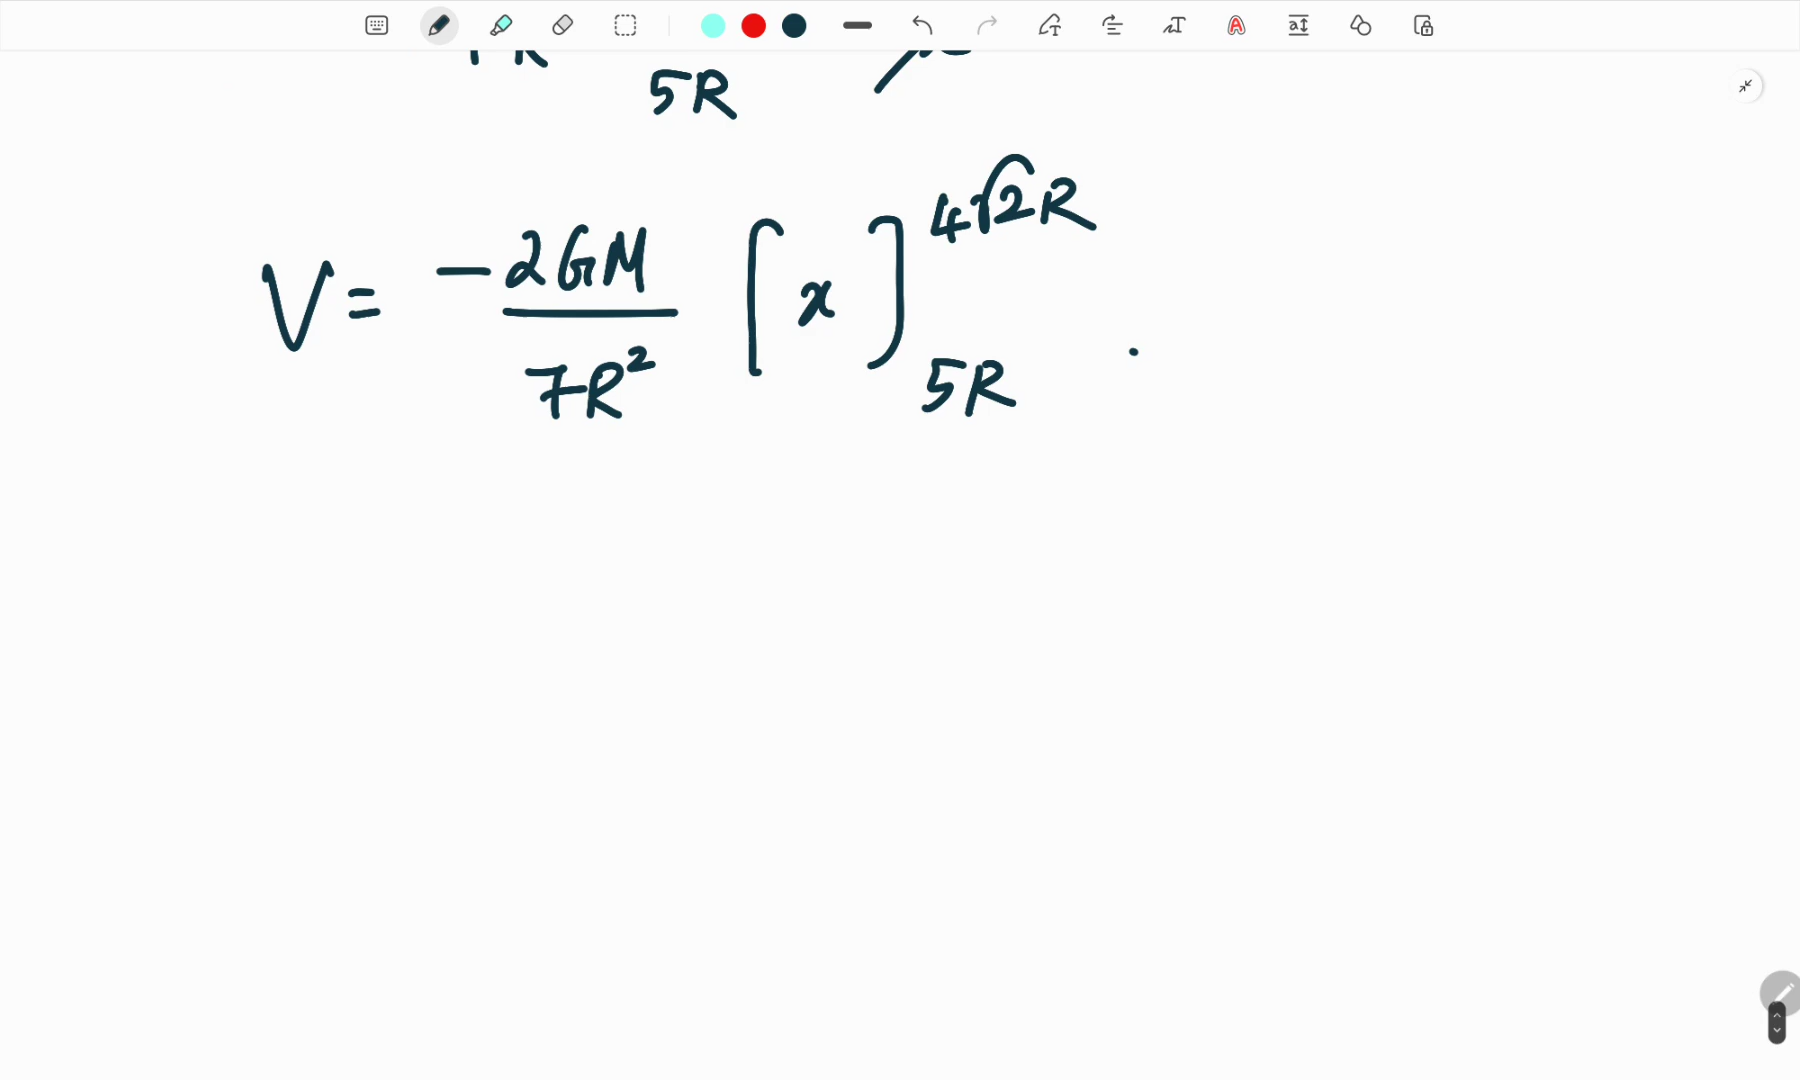 5R
V = -2GM/7R² [x]_{5R}^{4√2R} .